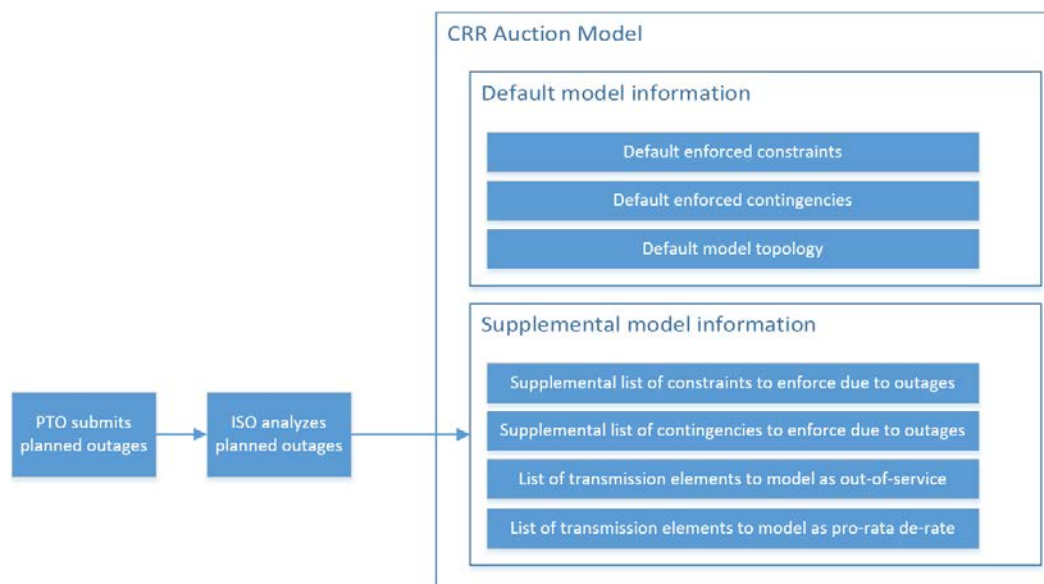 CRR Auction Model
Default model information
Default enforced constraints
Default enforced contingencies
Default model topology
Supplemental model information
Supplemental list of constraints to enforce due to outages
Supplemental list of contingencies to enforce due to outages
List of transmission elements to model as out-of-service
List of transmission elements to model as pro-rata de-rate
PTO submits
planned outages
ISO analyzes
planned outages